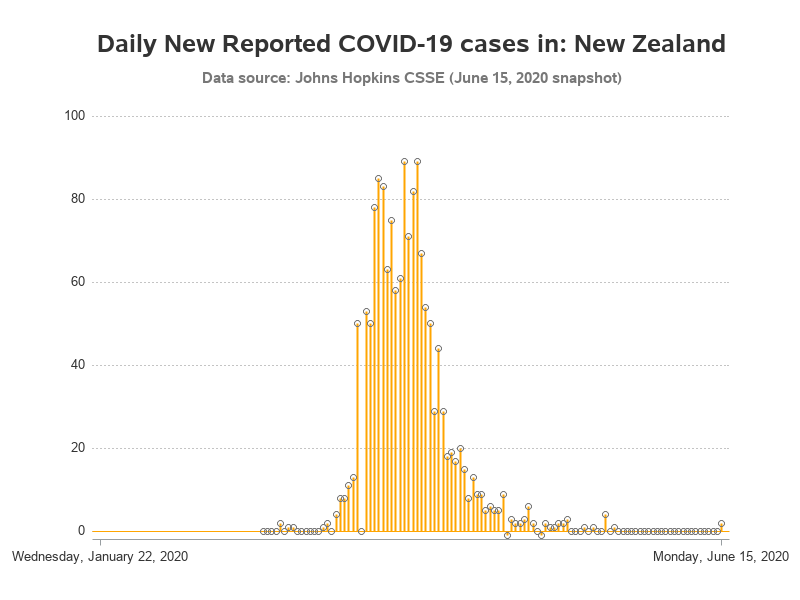 Daily New Reported COVID-19 cases in: New Zealand
Data source: Johns Hopkins CSSE (June 15, 2020 snapshot)
100
80
60
40
20
0
Wednesday, January 22, 2020
Monday, June 15, 2020